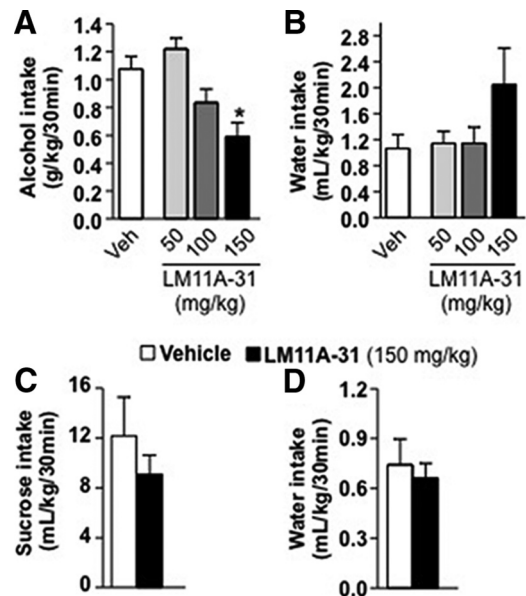 A
Alcohol intake
(g/kg/30min)
1.4
1.2
1.0
0.8
0.6
0.4
0.2
0.0
*
Veh
50
100
150
LM11A-31
(mg/kg)
B
Water intake
(mL/kg/30min)
2.8
2.4
2.0
1.6
1.2
0.8
0.4
0.0
Veh
50
100
150
LM11A-31
(mg/kg)
Vehicle LM11A-31 (150 mg/kg)
C
Sucrose intake
(mL/kg/30min)
16
12
8
4
0
D
Water intake
(mL/kg/30min)
1.2
0.9
0.6
0.3
0.0